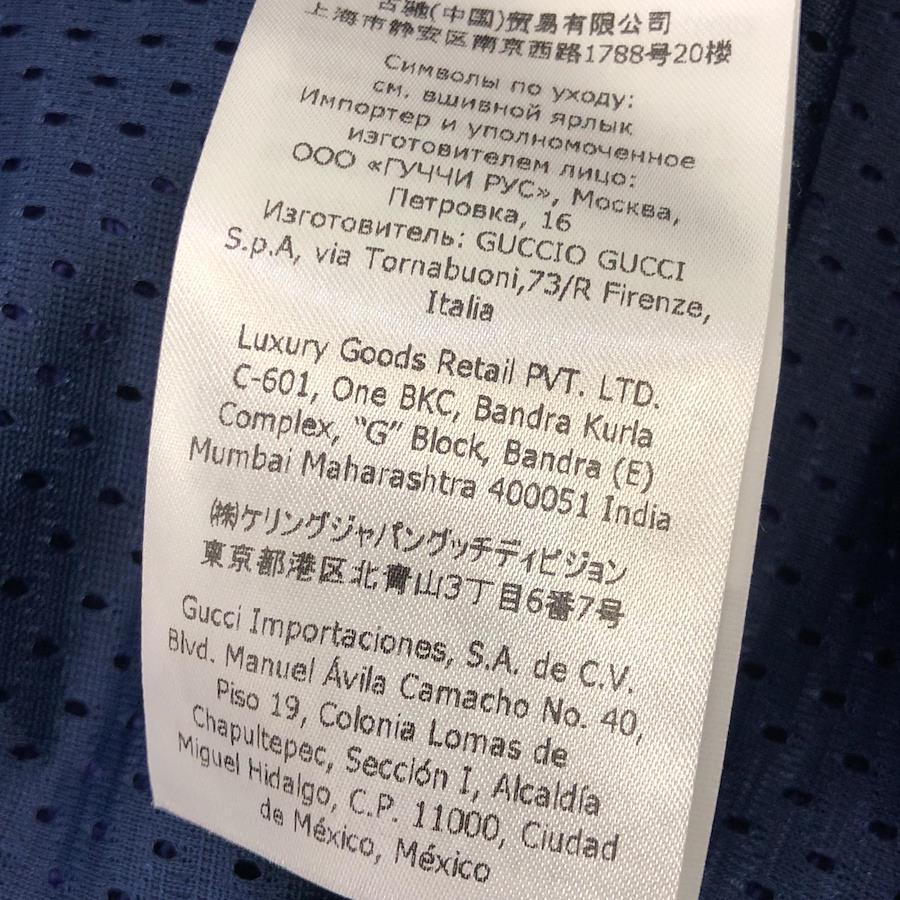 古驰(中国)贸易有限公司
上海市静安区南京西路1788号20楼
Символы по уходу:
см. вшивной ярлык
Импортер и уполномоченное
изготовителем лицо:
ООО «ГУЧЧИ РУС», Москва,
Петровка, 16
Изготовитель: GUCCIO GUCCI
S.p.A, via Tornabuoni,73/R Firenze,
Italia
Luxury Goods Retail PVT. LTD.
C-601, One BKC, Bandra Kurla
Complex, “G” Block, Bandra (E)
Mumbai Maharashtra 400051 India
㈱ケリングジャパングッチディビジョン
東京都港区北青山3丁目6番7号
Gucci Importaciones, S.A. de C.V.
Blvd. Manuel Ávila Camacho No. 40,
Piso 19, Colonia Lomas de
Chapultepec, Sección I, Alcaldía
Miguel Hidalgo, C.P. 11000, Ciudad
de México, México